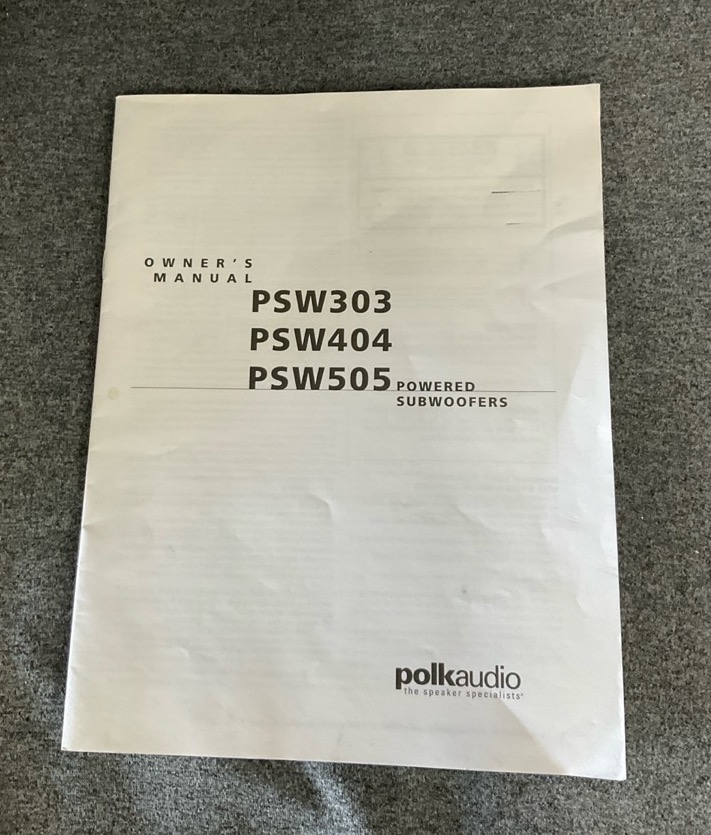 OWNER'S
MANUAL
PSW303
PSW404
PSW505 POWERED
SUBWOOFERS
polkaudio
the speaker specialists®